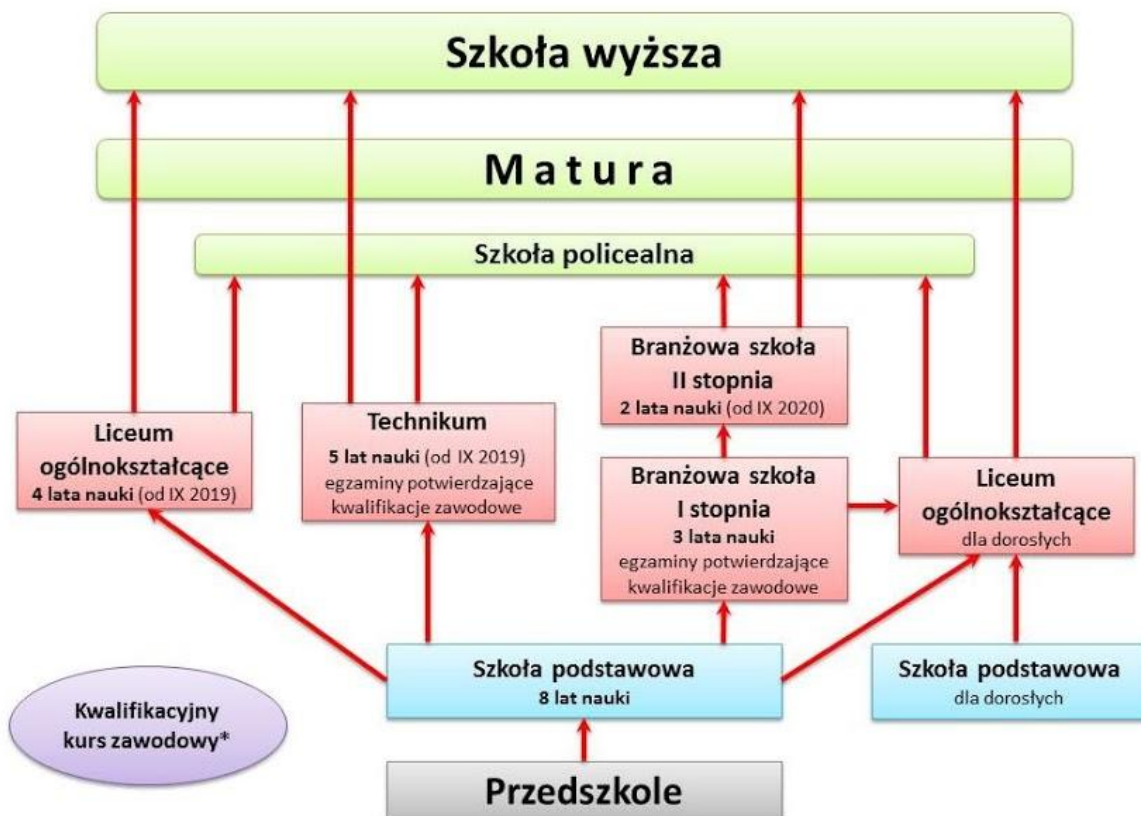 Szkoła wyższa
Matura
Szkoła policealna
Branżowa szkoła
II stopnia
2 lata nauki (od IX 2020)
Liceum
ogólnokształcące
4 lata nauki (od IX 2019)
Technikum
5 lat nauki (od IX 2019)
egzaminy potwierdzające
kwalifikacje zawodowe
Branżowa szkoła
I stopnia
3 lata nauki
egzaminy potwierdzające
kwalifikacje zawodowe
Liceum
ogólnokształcące
dla dorosłych
Szkoła podstawowa
8 lat nauki
Szkoła podstawowa
dla dorosłych
Kwalifikacyjny
kurs zawodowy*
Przedszkole